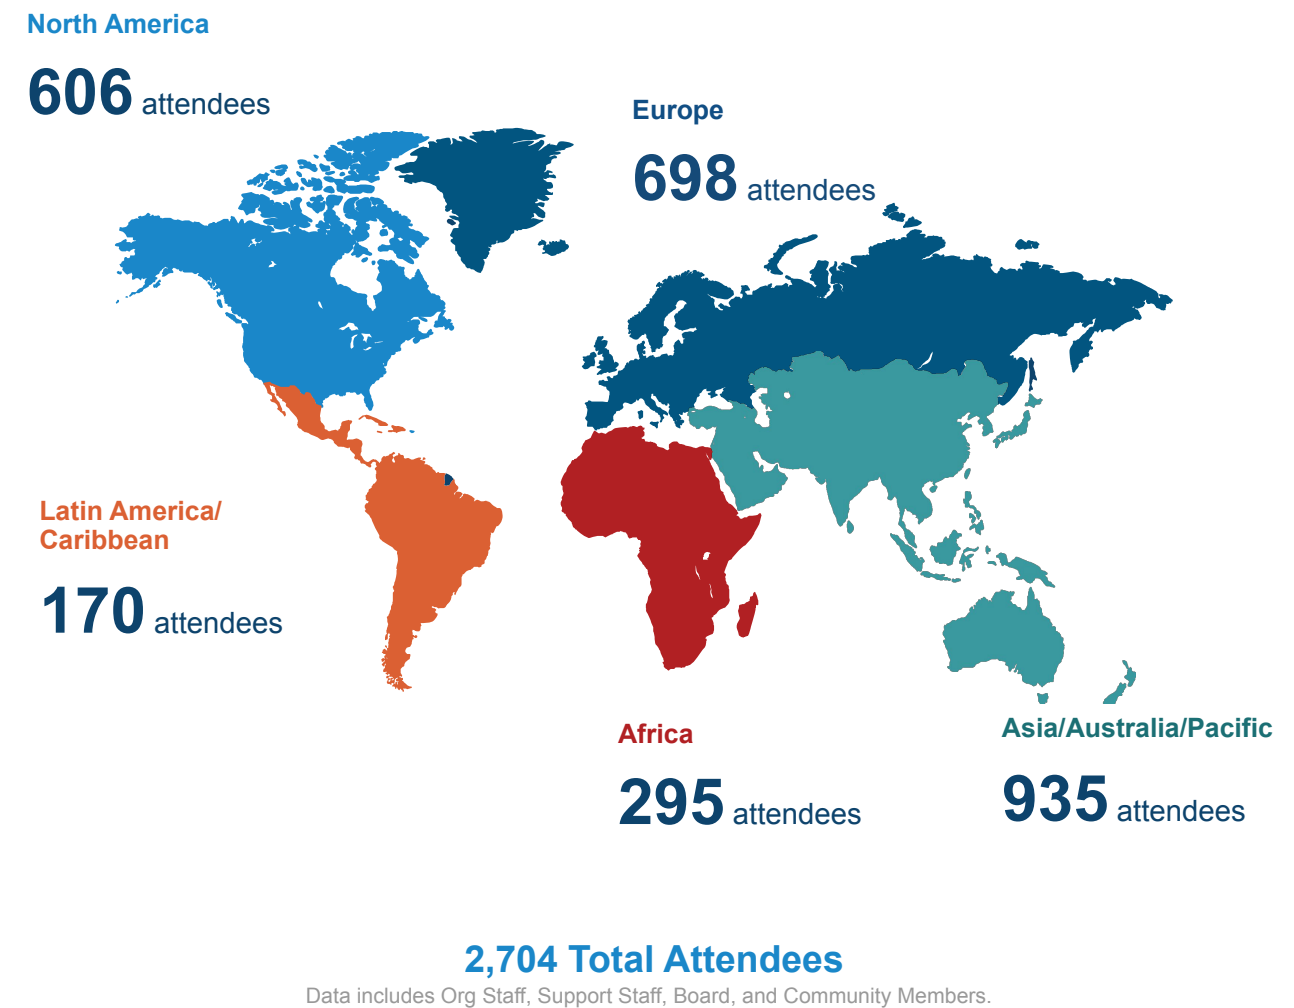 North America
606 attendees
Europe
698 attendees
Latin America/
Caribbean
170 attendees
Africa
295 attendees
Asia/Australia/Pacific
935 attendees
2,704 Total Attendees
Data includes Org Staff, Support Staff, Board, and Community Members.